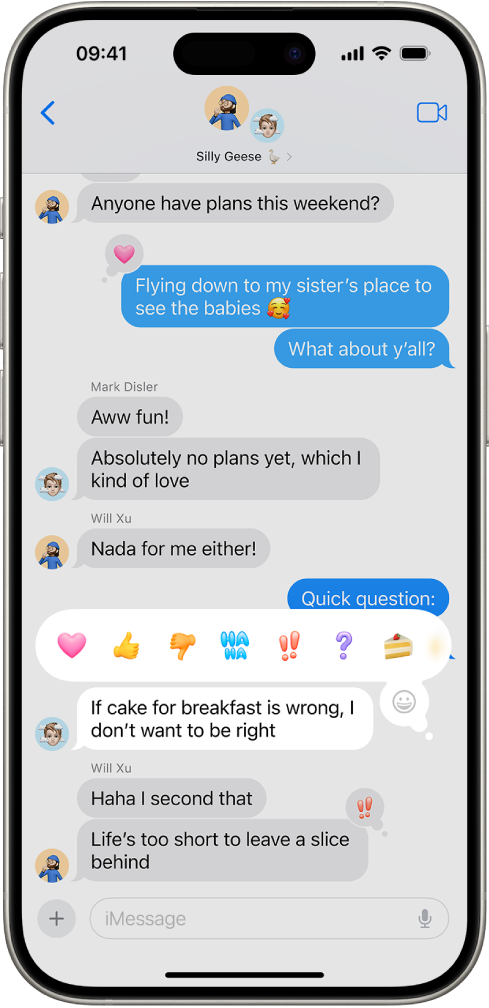 09:41
Silly Geese 🪿
Anyone have plans this weekend?
Flying down to my sister’s place to
see the babies 🥰
What about y’all?
Mark Disler
Aww fun!
Absolutely no plans yet, which I
kind of love
Will Xu
Nada for me either!
Quick question:
HA HA
If cake for breakfast is wrong, I
don’t want to be right
Will Xu
Haha I second that
Life’s too short to leave a slice
behind
iMessage